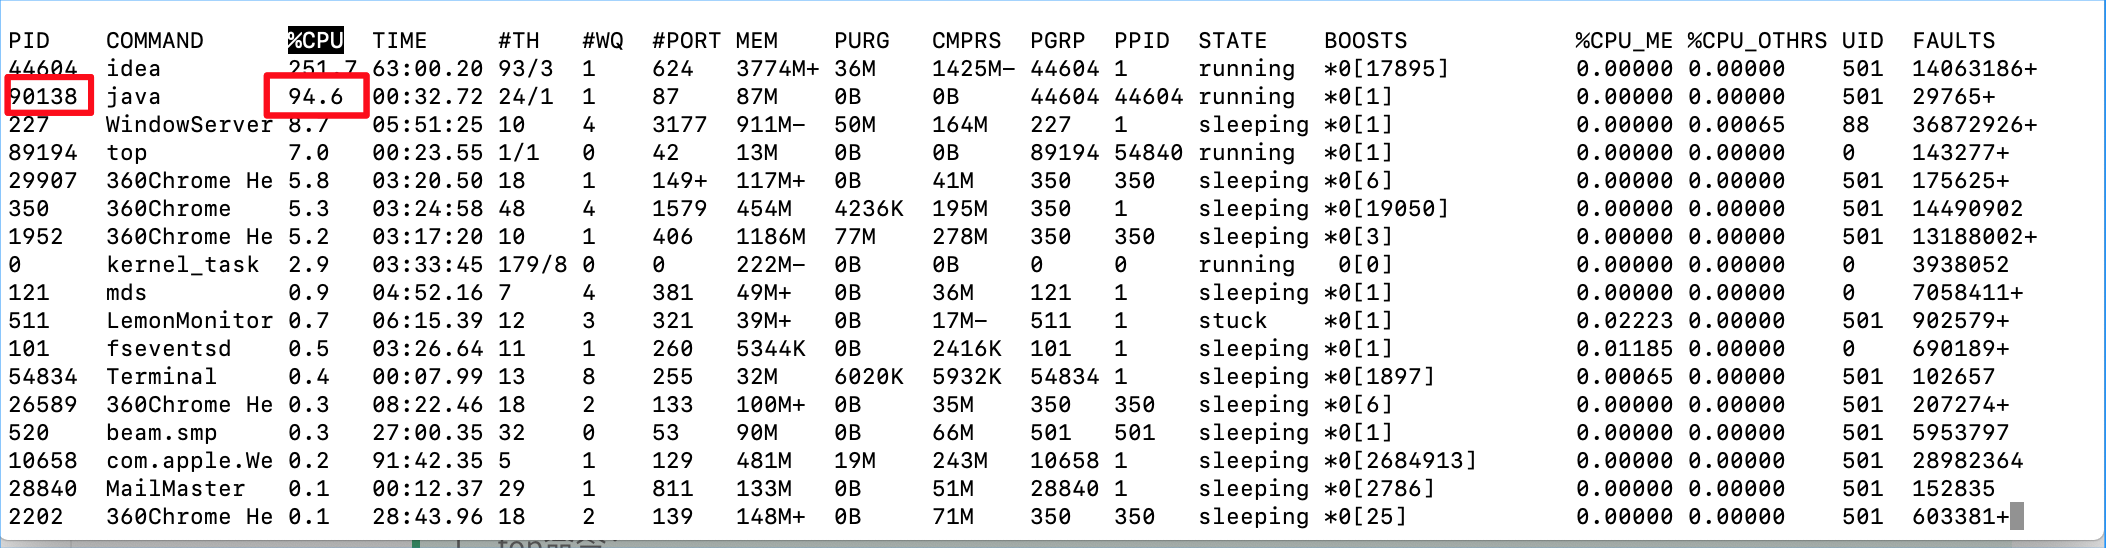 PID COMMAND %CPU TIME #TH #WQ #PORT MEM PURG CMPRS PGRP PPID STATE BOOSTS %CPU_ME %CPU_OTHRS UID FAULTS
44604 idea 251.7 63:00.20 93/3 1 624 3774M+ 36M 1425M- 44604 1 running *0[17895] 0.00000 0.00000 501 14063186+
90138 java 94.6 00:32.72 24/1 1 87 87M 0B 0B 44604 44604 running *0[1] 0.00000 0.00000 501 29765+
227 WindowServer 8.7 05:51:25 10 4 3177 911M- 50M 164M 227 1 sleeping *0[1] 0.00000 0.00065 88 36872926+
89194 top 7.0 00:23.55 1/1 0 42 13M 0B 0B 89194 54840 running *0[1] 0.00000 0.00000 0 143277+
29907 360Chrome He 5.8 03:20.50 18 1 149+ 117M+ 0B 41M 350 350 sleeping *0[6] 0.00000 0.00000 501 175625+
350 360Chrome 5.3 03:24:58 48 4 1579 454M 4236K 195M 350 1 sleeping *0[19050] 0.00000 0.00000 501 14490902
1952 360Chrome He 5.2 03:17:20 10 1 406 1186M 77M 278M 350 350 sleeping *0[3] 0.00000 0.00000 501 13188002+
0 kernel_task 2.9 03:33:45 179/8 0 0 222M- 0B 0B 0 0 running 0[0] 0.00000 0.00000 0 3938052
121 mds 0.9 04:52.16 7 4 381 49M+ 0B 36M 121 1 sleeping *0[1] 0.00000 0.00000 0 7058411+
511 LemonMonitor 0.7 06:15.39 12 3 321 39M+ 0B 17M- 511 1 stuck *0[1] 0.02223 0.00000 501 902579+
101 fseventsd 0.5 03:26.64 11 1 260 5344K 0B 2416K 101 1 sleeping *0[1] 0.01185 0.00000 0 690189+
54834 Terminal 0.4 00:07.99 13 8 255 32M 6020K 5932K 54834 1 sleeping *0[1897] 0.00065 0.00000 501 102657
26589 360Chrome He 0.3 08:22.46 18 2 133 100M+ 0B 35M 350 350 sleeping *0[6] 0.00000 0.00000 501 207274+
520 beam.smp 0.3 27:00.35 32 0 53 90M 0B 66M 501 501 sleeping *0[1] 0.00000 0.00000 501 5953797
10658 com.apple.We 0.2 91:42.35 5 1 129 481M 19M 243M 10658 1 sleeping *0[2684913] 0.00000 0.00000 501 28982364
28840 MailMaster 0.1 00:12.37 29 1 811 133M 0B 51M 28840 1 sleeping *0[2786] 0.00000 0.00000 501 152835
2202 360Chrome He 0.1 28:43.96 18 2 139 148M+ 0B 71M 350 350 sleeping *0[25] 0.00000 0.00000 501 603381+